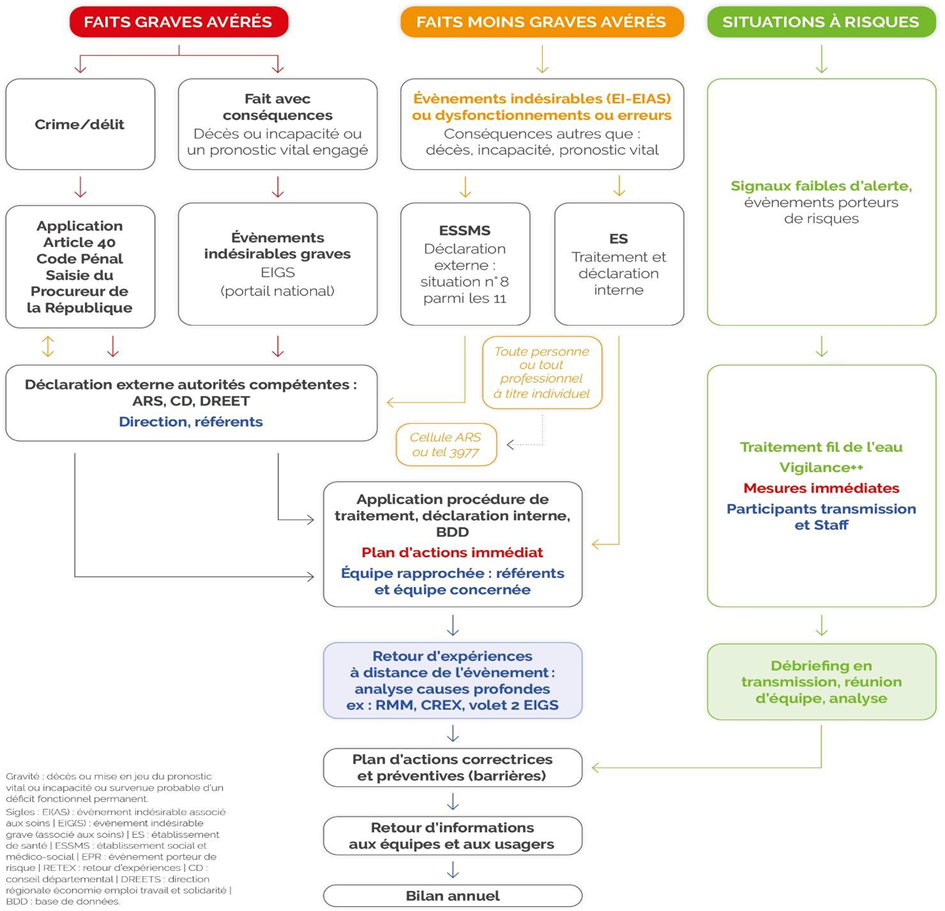 FAITS GRAVES AVÉRÉS
FAITS MOINS GRAVES AVÉRÉS
SITUATIONS À RISQUES
Crime/délit
Fait avec
conséquences
Décès ou incapacité ou
un pronostic vital engagé
Évènements indésirables (EI-EIAS)
ou dysfonctionnements ou erreurs
Conséquences autres que :
décès, incapacité, pronostic vital
Signaux faibles d'alerte,
évènements porteurs
de risques
Application
Article 40
Code Pénal
Saisie du
Procureur de
la République
Évènements
indésirables graves
EIGS
(portail national)
ESSMS
Déclaration
externe :
situation n°8
parmi les 11
ES
Traitement et
déclaration
interne
Toute personne
ou tout
professionnel
à titre individuel
Déclaration externe autorités compétentes :
ARS, CD, DREET
Direction, référents
Cellule ARS
ou tel 3977
Traitement fil de l'eau
Vigilance++
Mesures immédiates
Participants transmission
et Staff
Application procédure de
traitement, déclaration interne,
BDD
Plan d'actions immédiat
Équipe rapprochée : référents
et équipe concernée
Retour d'expériences
à distance de l'évènement :
analyse causes profondes
ex : RMM, CREX, volet 2 EIGS
Débriefing en
transmission, réunion
d'équipe, analyse
Plan d'actions correctrices
et préventives (barrières)
Retour d'informations
aux équipes et aux usagers
Bilan annuel
Gravité : décès ou mise en jeu du pronostic
vital ou incapacité ou survenue probable d'un
déficit fonctionnel permanent.
Sigles : EI(AS) : évènement indésirable associé
aux soins | EIG(S) : évènement indésirable
grave (associé aux soins) | ES : établissement
de santé | ESSMS : établissement social et
médico-social | EPR : évènement porteur de
risque | RETEX : retour d'expériences | CD :
conseil départemental | DREETS : direction
régionale économie emploi travail et solidarité |
BDD : base de données.